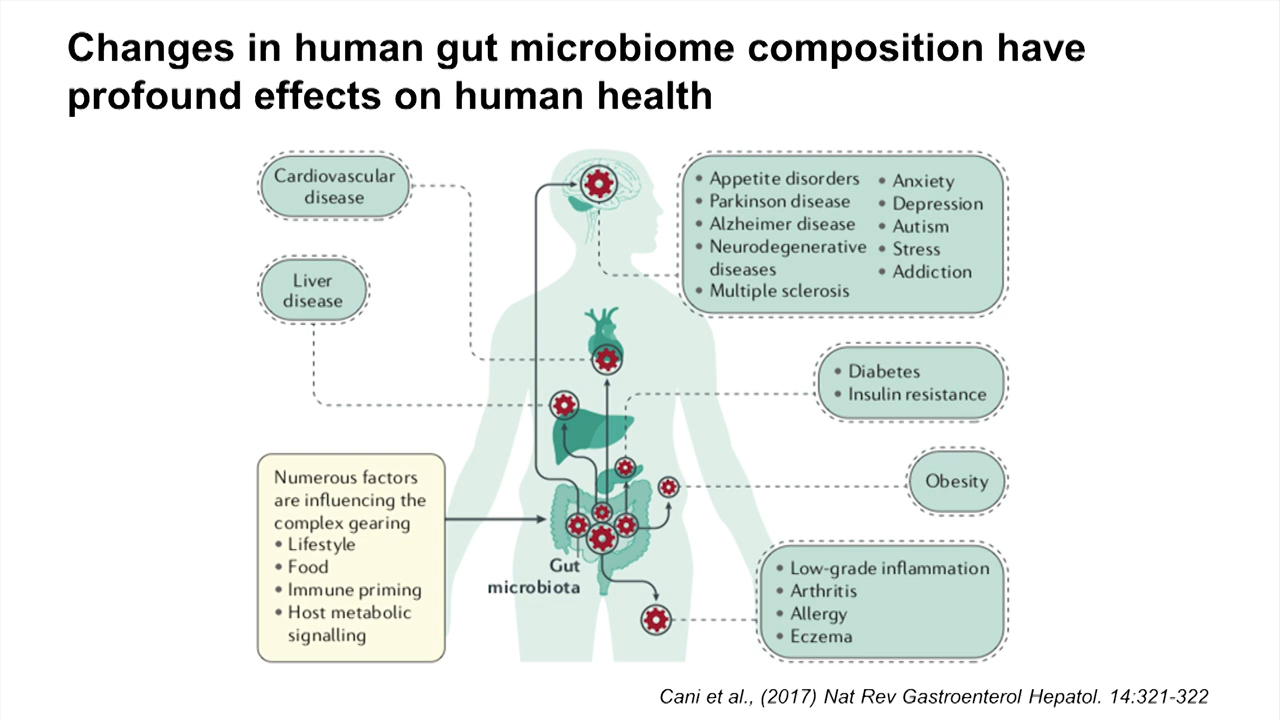 Changes in human gut microbiome composition have
profound effects on human health
Cardiovascular
disease
Liver
disease
• Appetite disorders
• Parkinson disease
• Alzheimer disease
• Neurodegenerative
diseases
• Multiple sclerosis
• Anxiety
• Depression
• Autism
• Stress
• Addiction
• Diabetes
• Insulin resistance
Obesity
Numerous factors
are influencing the
complex gearing
• Lifestyle
• Food
• Immune priming
• Host metabolic
signalling
Gut
microbiota
• Low-grade inflammation
• Arthritis
• Allergy
• Eczema
Cani et al., (2017) Nat Rev Gastroenterol Hepatol. 14:321-322